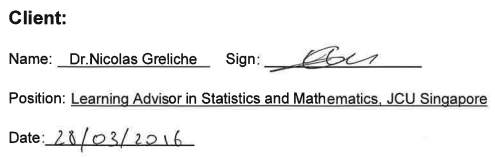 Client:
Name: Dr.Nicolas Greliche Sign:
Position: Learning Advisor in Statistics and Mathematics, JCU Singapore
Date: 28/03/2016